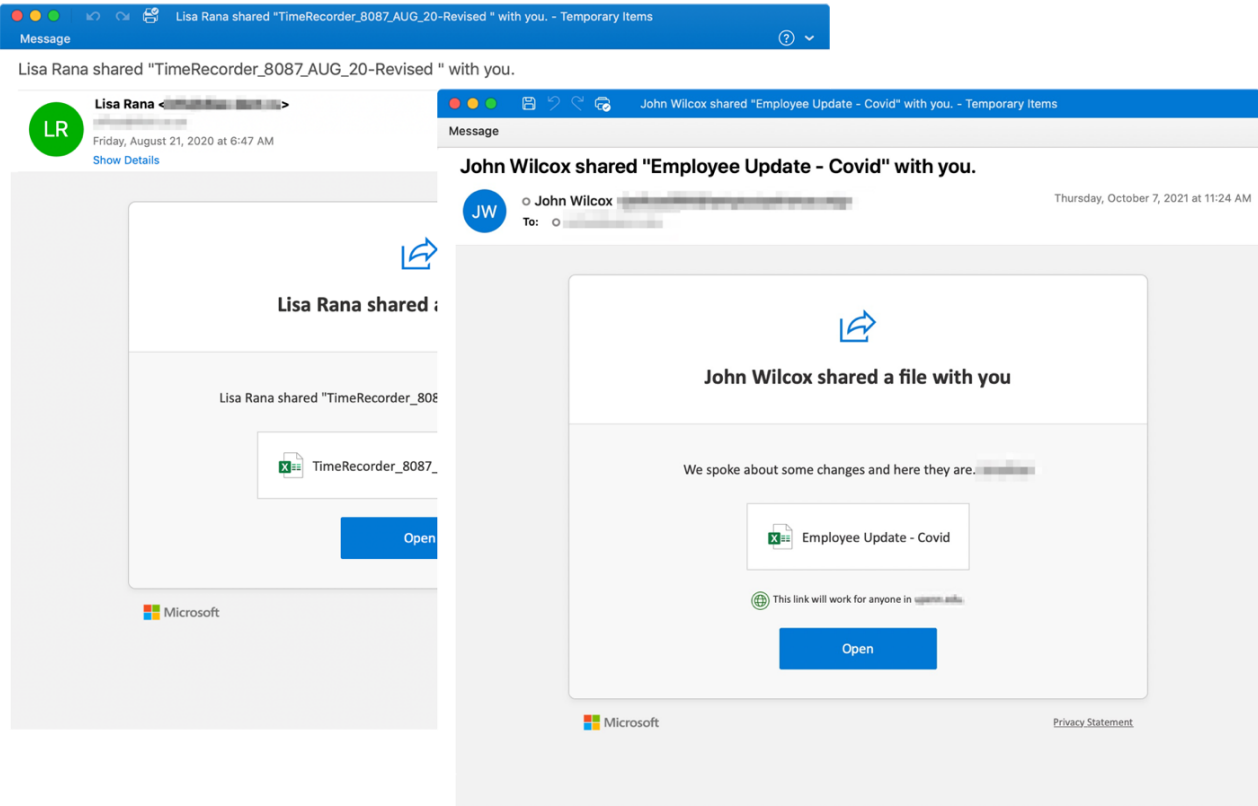 Lisa Rana shared "TimeRecorder_8087_AUG_20-Revised " with you. - Temporary Items
Message
Lisa Rana shared "TimeRecorder_8087_AUG_20-Revised " with you.
LR
Lisa Rana < >
Friday, August 21, 2020 at 6:47 AM
Show Details
Lisa Rana shared
Lisa Rana shared "TimeRecorder_808
TimeRecorder_8087_
Open
Microsoft
John Wilcox shared "Employee Update - Covid" with you. - Temporary Items
Message
John Wilcox shared "Employee Update - Covid" with you.
JW
John Wilcox
Thursday, October 7, 2021 at 11:24 AM
To:
John Wilcox shared a file with you
We spoke about some changes and here they are.
Employee Update - Covid
This link will work for anyone in
Open
Microsoft
Privacy Statement